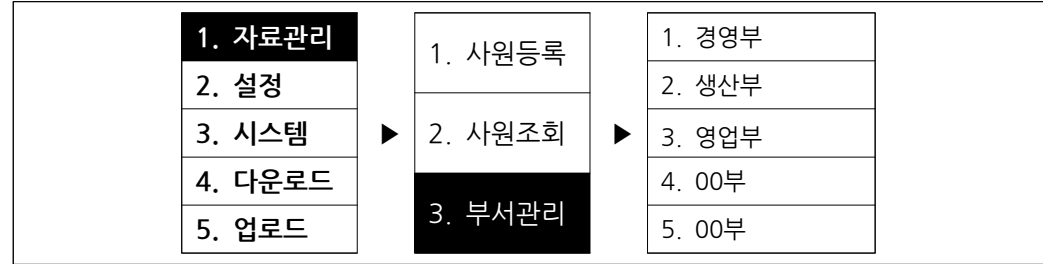 1. 자료관리
2. 설정
3. 시스템
4. 다운로드
5. 업로드
▶
1. 사원등록
2. 사원조회
3. 부서관리
▶
1. 경영부
2. 생산부
3. 영업부
4. 00부
5. 00부